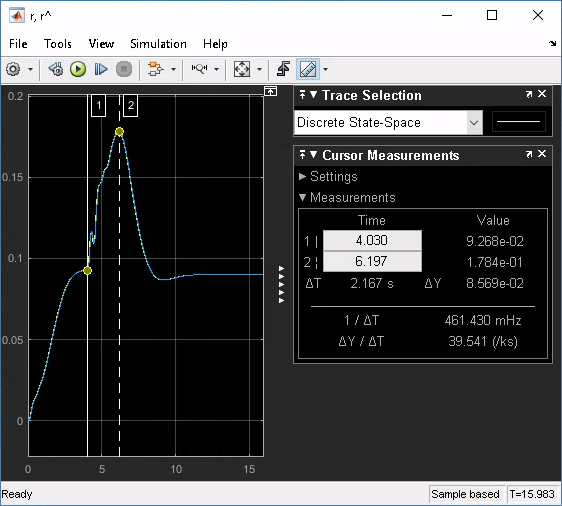 r, r^
File Tools View Simulation Help
Trace Selection
Discrete State-Space
Cursor Measurements
Settings
Measurements
Time Value
1 | 4.030 9.268e-02
2 ¦ 6.197 1.784e-01
ΔT 2.167 s ΔY 8.569e-02
1 / ΔT 461.430 mHz
ΔY / ΔT 39.541 (/ks)
1 2
0.2
0.15
0.1
0.05
0
0 5 10 15
Ready Sample based T=15.983